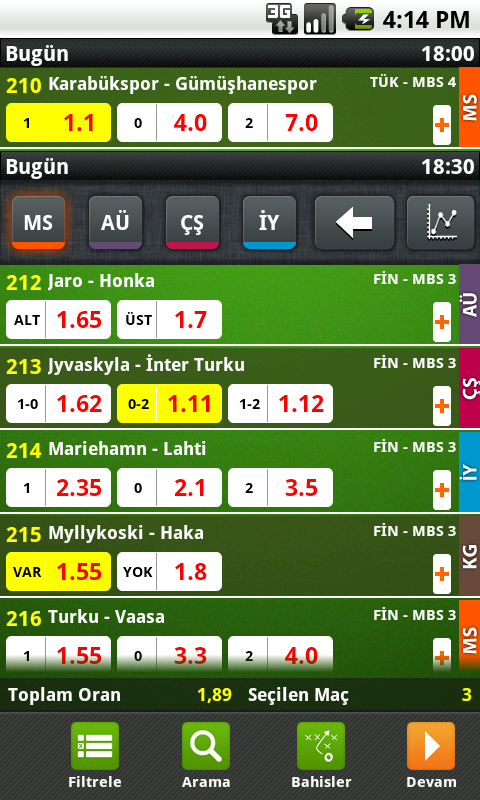 3G 4:14 PM
Bugün 18:00
210 Karabükspor - Gümüşhanespor TÜK - MBS 4 MS
1 1.1 0 4.0 2 7.0 +
Bugün 18:30
MS AÜ ÇŞ İY
212 Jaro - Honka FİN - MBS 3 AÜ
ALT 1.65 ÜST 1.7 +
213 Jyvaskyla - İnter Turku FİN - MBS 3 ÇŞ
1-0 1.62 0-2 1.11 1-2 1.12 +
214 Mariehamn - Lahti FİN - MBS 3 İY
1 2.35 0 2.1 2 3.5 +
215 Myllykoski - Haka FİN - MBS 3 KG
VAR 1.55 YOK 1.8 +
216 Turku - Vaasa FİN - MBS 3 MS
1 1.55 0 3.3 2 4.0 +
Toplam Oran 1,89 Seçilen Maç 3
Filtrele Arama Bahisler Devam